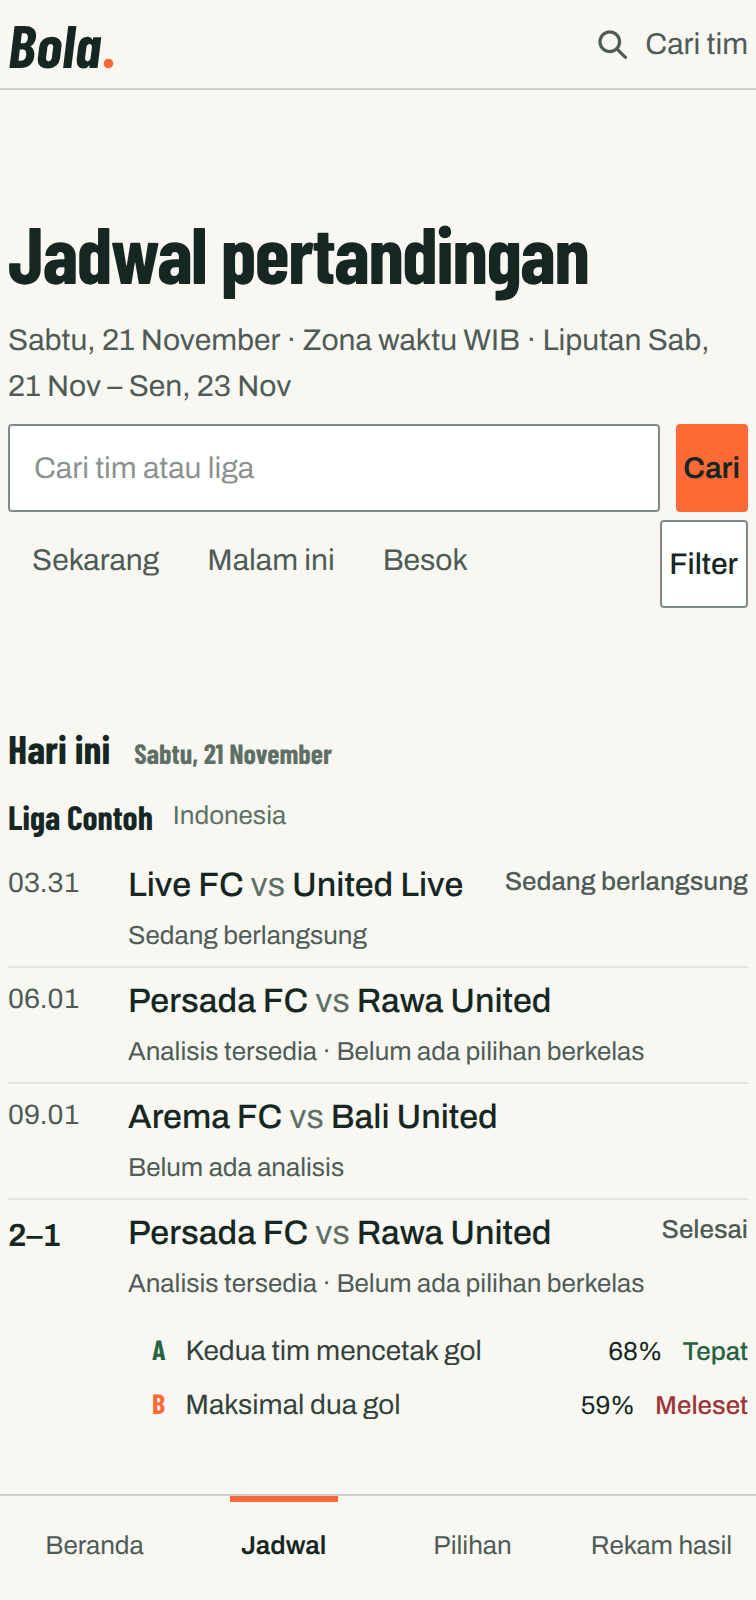 Bola.
Cari tim
Jadwal pertandingan
Sabtu, 21 November · Zona waktu WIB · Liputan Sab,
21 Nov – Sen, 23 Nov
Cari tim atau liga
Cari
Sekarang
Malam ini
Besok
Filter
Hari ini
Sabtu, 21 November
Liga Contoh
Indonesia
03.31
Live FC vs United Live
Sedang berlangsung
Sedang berlangsung
06.01
Persada FC vs Rawa United
Analisis tersedia · Belum ada pilihan berkelas
09.01
Arema FC vs Bali United
Belum ada analisis
2–1
Persada FC vs Rawa United
Selesai
Analisis tersedia · Belum ada pilihan berkelas
A Kedua tim mencetak gol 68% Tepat
B Maksimal dua gol 59% Meleset
Beranda
Jadwal
Pilihan
Rekam hasil